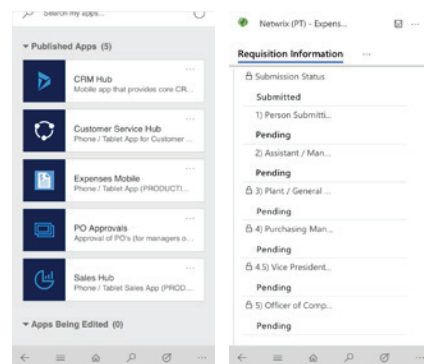 Search my apps...
Published Apps (5)
CRM Hub
Mobile app that provides core CR...
Customer Service Hub
Phone / Tablet App for Customer ...
Expenses Mobile
Phone / Tablet App (PRODUCTI...
PO Approvals
Approval of PO's (for managers o...
Sales Hub
Phone / Tablet Sales App (PROD...
Apps Being Edited (0)
Netwrix (PT) - Expens...
Requisition Information
Submission Status
Submitted
1) Person Submitti...
Pending
2) Assistant / Man...
Pending
3) Plant / General ...
Pending
4) Purchasing Man...
Pending
4.5) Vice President...
Pending
5) Officer of Comp...
Pending